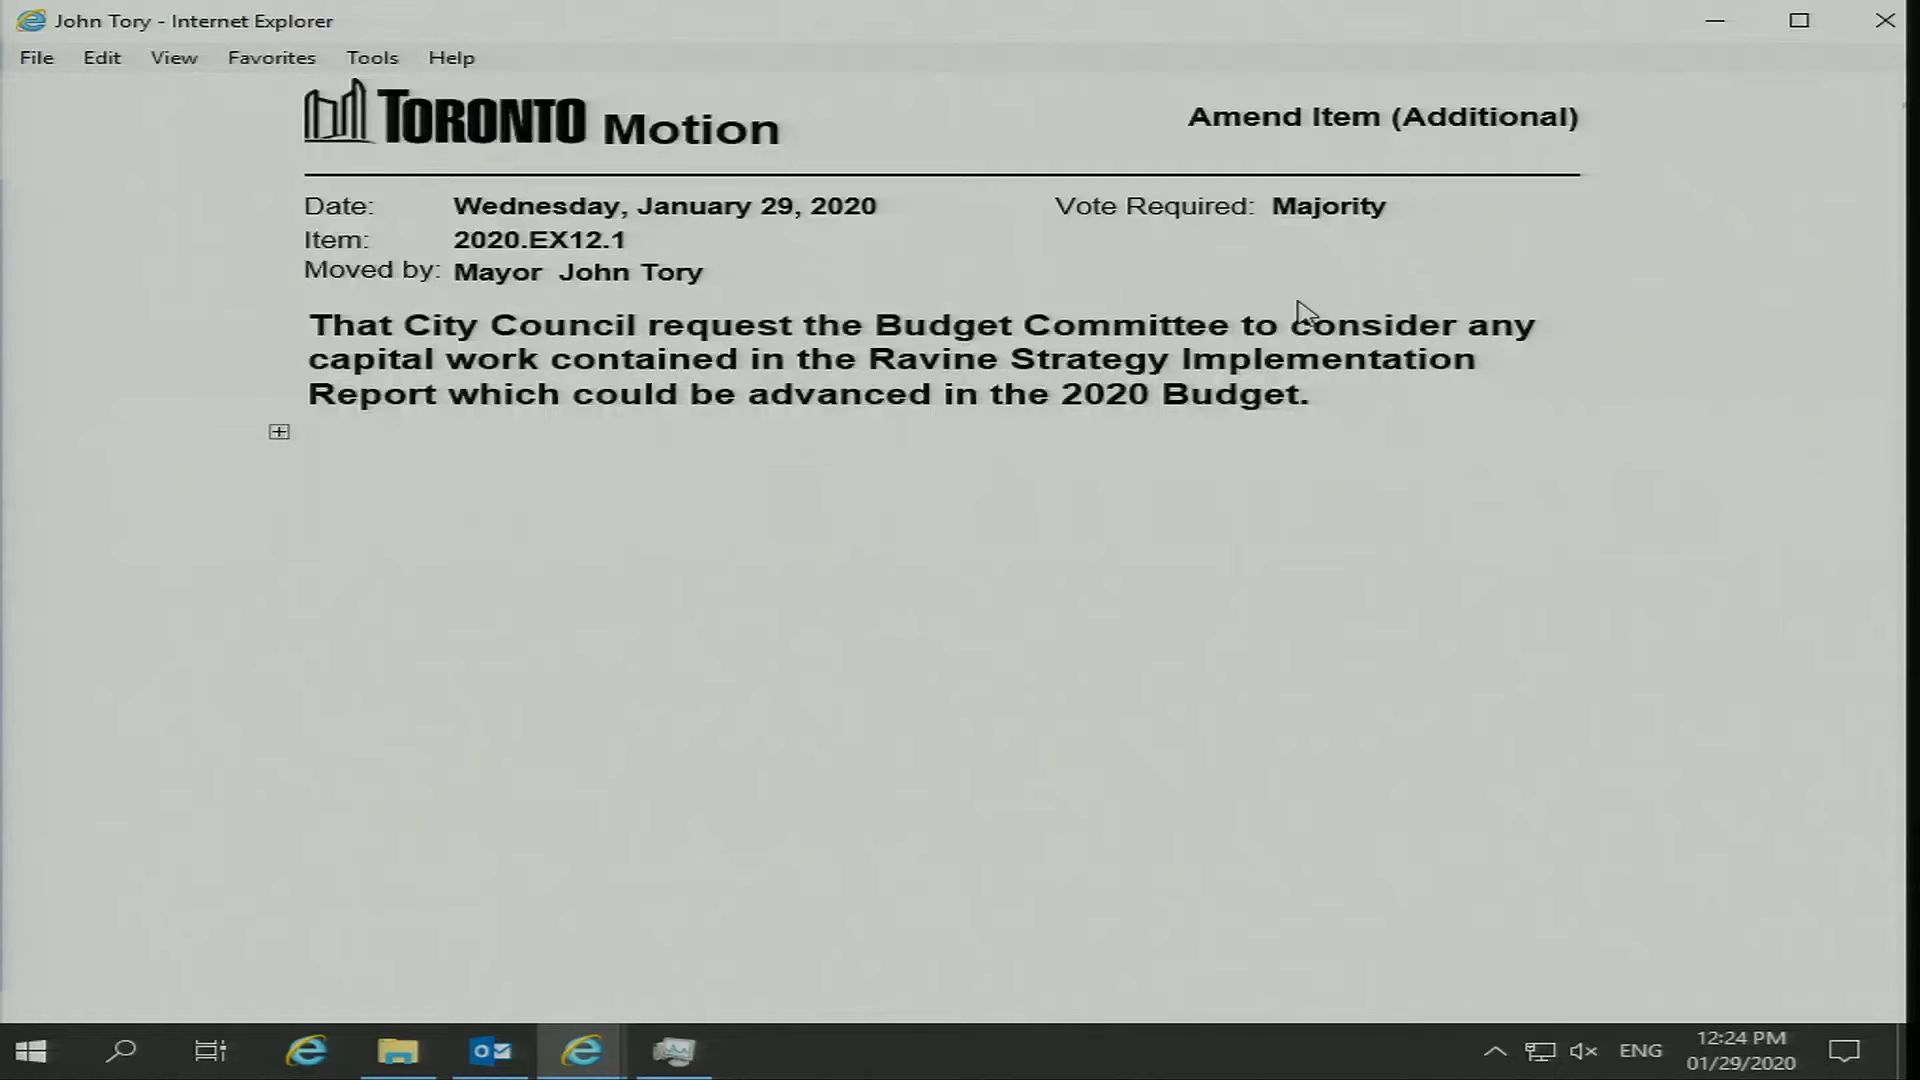 John Tory - Internet Explorer
File Edit View Favorites Tools Help
TORONTO Motion
Amend Item (Additional)
Date: Wednesday, January 29, 2020 Vote Required: Majority
Item: 2020.EX12.1
Moved by: Mayor John Tory
That City Council request the Budget Committee to consider any
capital work contained in the Ravine Strategy Implementation
Report which could be advanced in the 2020 Budget.
ENG
12:24 PM
01/29/2020